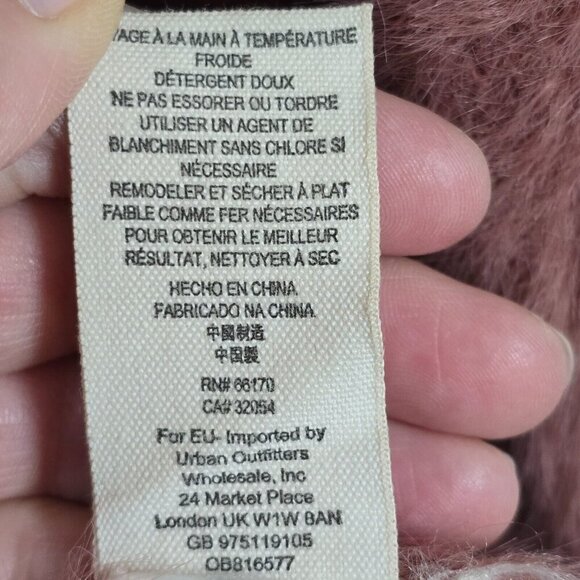 À LA MAIN À TEMPÉRATURE
FROIDE
DÉTERGENT DOUX
NE PAS ESSORER OU TORDRE
UTILISER UN AGENT DE
BLANCHIMENT SANS CHLORE SI
NÉCESSAIRE
REMODELER ET SÉCHER À PLAT
FAIBLE COMME FER NÉCESSAIRES
POUR OBTENIR LE MEILLEUR
RÉSULTAT, NETTOYER À SEC
HECHO EN CHINA
FABRICADO NA CHINA
中國制造
中国製
RN# 66170
CA# 32054
For EU- Imported by
Urban Outfitters
Wholesale, Inc
24 Market Place
London UK W1W 8AN
GB 975119105
OB816577